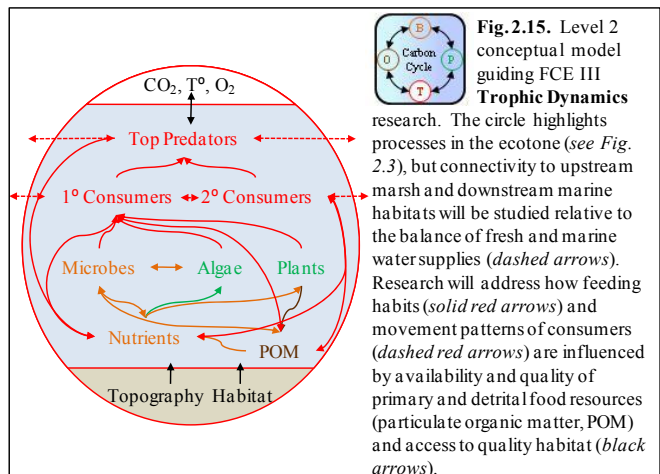 CO₂, Tº, O₂
Top Predators
1º Consumers
2º Consumers
Microbes
Algae
Plants
Nutrients
POM
Topography
Habitat
B
O
Carbon
Cycle
P
T
Fig. 2.15. Level 2
conceptual model
guiding FCE III
Trophic Dynamics
research. The circle highlights
processes in the ecotone (see Fig.
2.3), but connectivity to upstream
marsh and downstream marine
habitats will be studied relative to
the balance of fresh and marine
water supplies (dashed arrows).
Research will address how feeding
habits (solid red arrows) and
movement patterns of consumers
(dashed red arrows) are influenced
by availability and quality of
primary and detrital food resources
(particulate organic matter, POM)
and access to quality habitat (black
arrows).